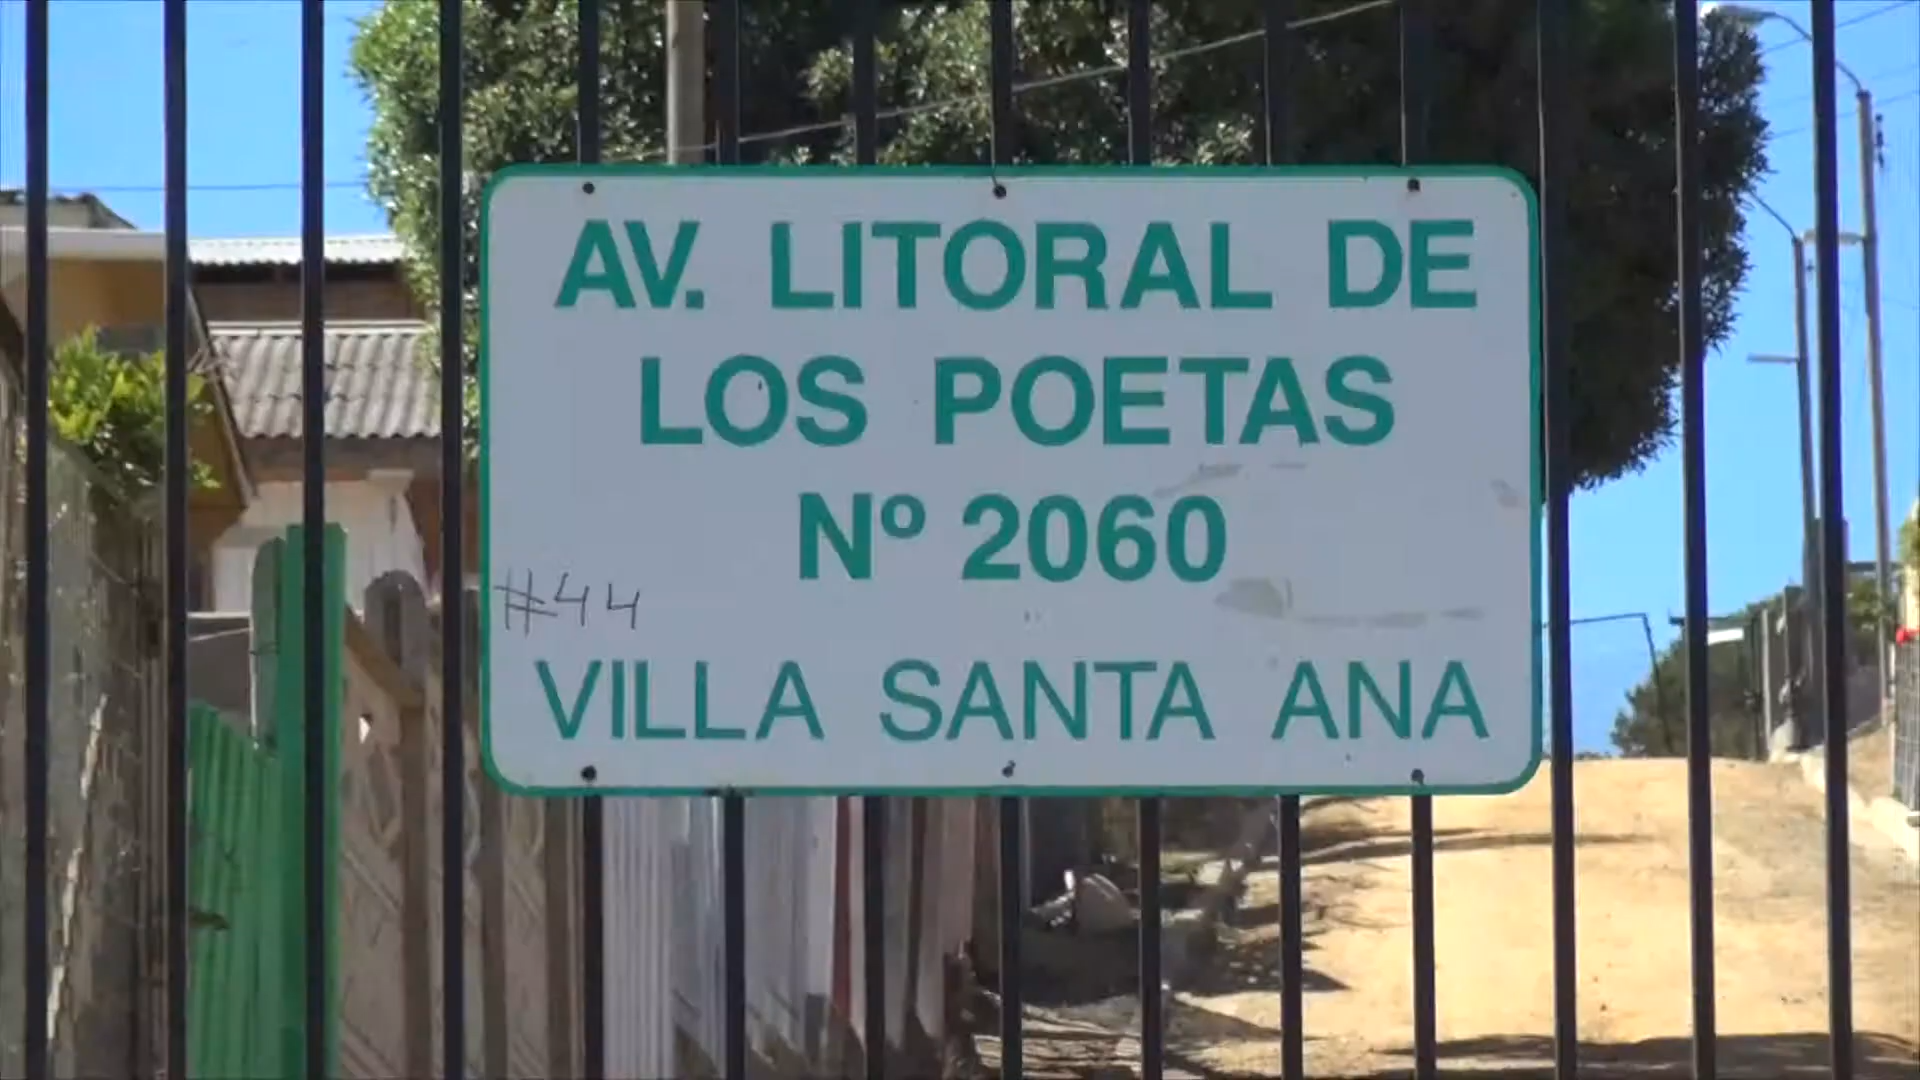 AV. LITORAL DE
LOS POETAS
Nº 2060
#44
VILLA SANTA ANA